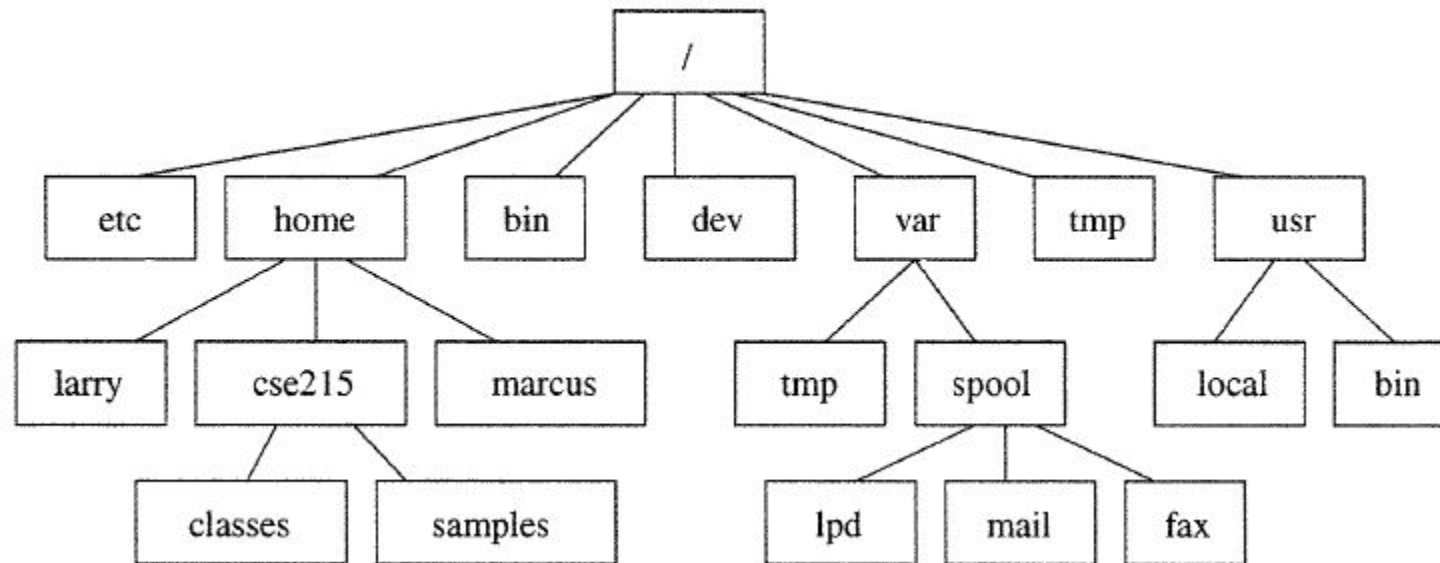 /
etc home bin dev var tmp usr
larry cse215 marcus tmp spool local bin
classes samples lpd mail fax